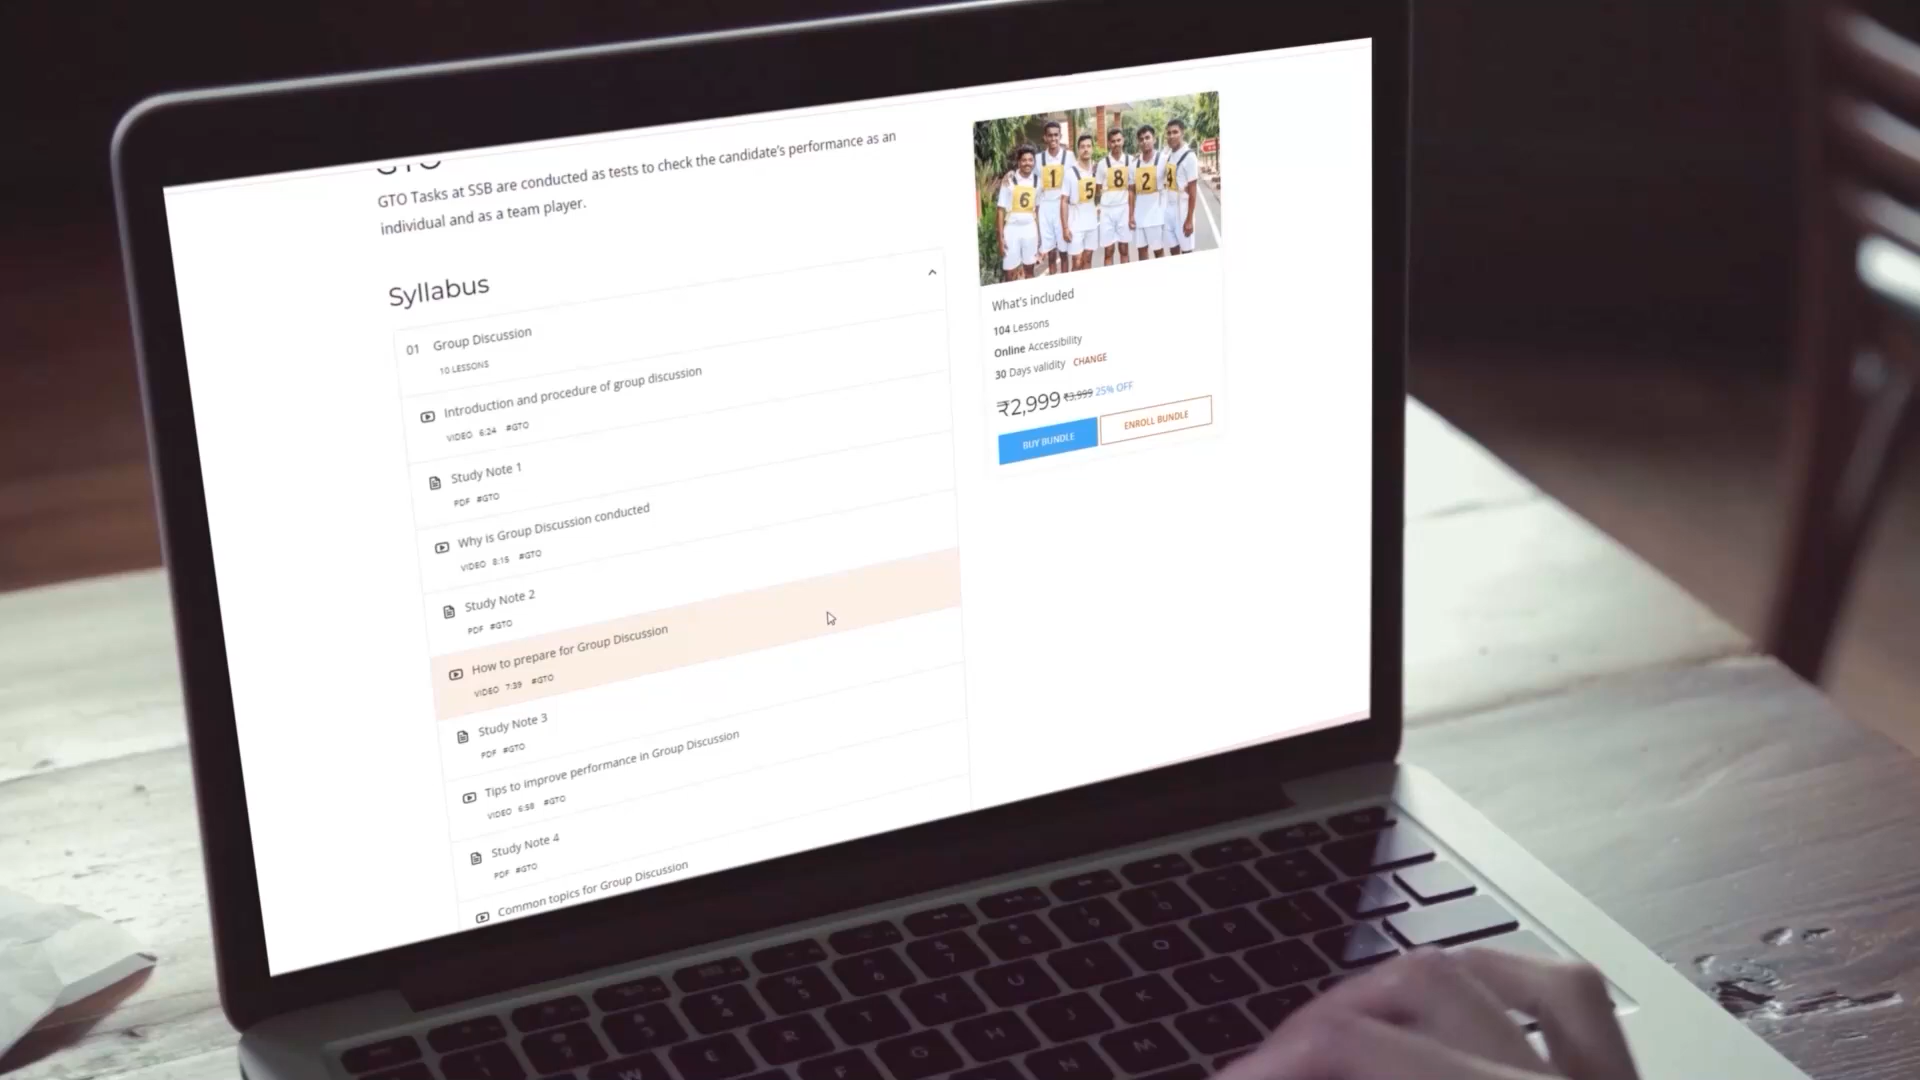 GTO
GTO Tasks at SSB are conducted as tests to check the candidate's performance as an
individual and as a team player.
Syllabus
01 Group Discussion
10 LESSONS
Introduction and procedure of group discussion
VIDEO 6:24 #GTO
Study Note 1
PDF #GTO
Why is Group Discussion conducted
VIDEO 8:15 #GTO
Study Note 2
PDF #GTO
How to prepare for Group Discussion
VIDEO 7:39 #GTO
Study Note 3
PDF #GTO
Tips to improve performance in Group Discussion
VIDEO 6:58 #GTO
Study Note 4
PDF #GTO
Common topics for Group Discussion
6 1 5 8 2 4
What's included
104 Lessons
Online Accessibility
30 Days validity CHANGE
₹2,999 ₹3,999 25% OFF
BUY BUNDLE
ENROLL BUNDLE